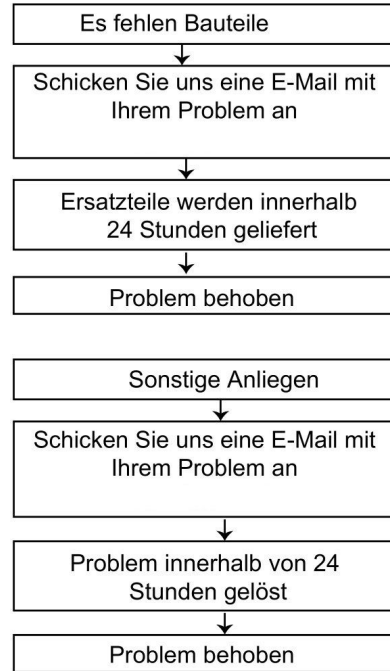 Es fehlen Bauteile
Schicken Sie uns eine E-Mail mit
Ihrem Problem an
Ersatzteile werden innerhalb
24 Stunden geliefert
Problem behoben
Sonstige Anliegen
Schicken Sie uns eine E-Mail mit
Ihrem Problem an
Problem innerhalb von 24
Stunden gelöst
Problem behoben